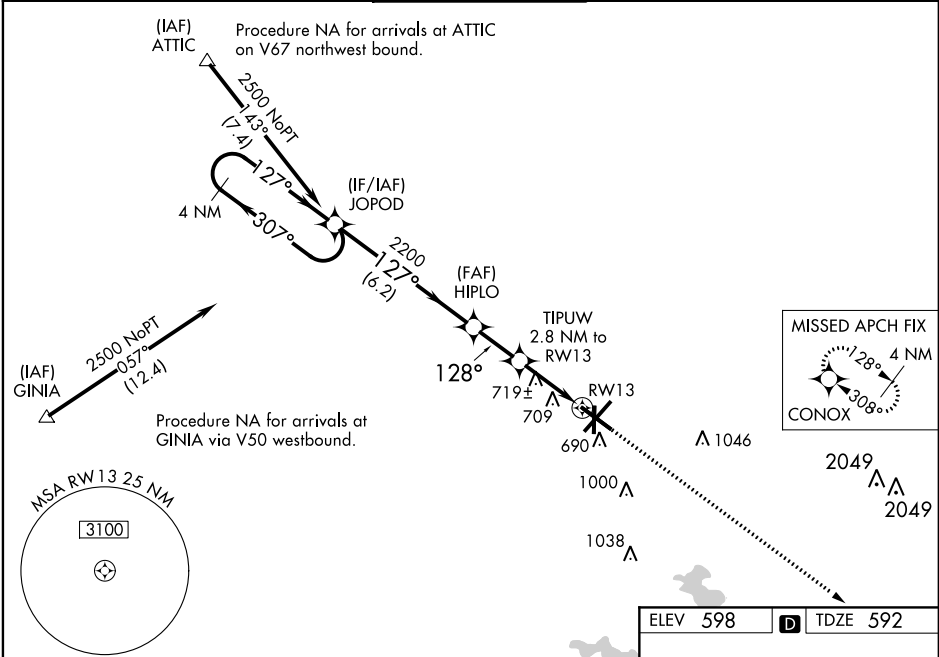 (IAF)
ATTIC
Procedure NA for arrivals at ATTIC
on V67 northwest bound.
2500 NoPT
143°
(7.4)
127°
4 NM
307°
(IF/IAF)
JOPOD
2200
127°
(6.2)
(FAF)
HIPLO
TIPUW
2.8 NM to
RW13
128°
719±
709
RW13
690
1046
1000
1038
2049
2049
MISSED APCH FIX
128°
4 NM
308°
CONOX
2500 NoPT
057°
(12.4)
(IAF)
GINIA
Procedure NA for arrivals at
GINIA via V50 westbound.
MSA RW13 25 NM
3100
ELEV 598 D TDZE 592